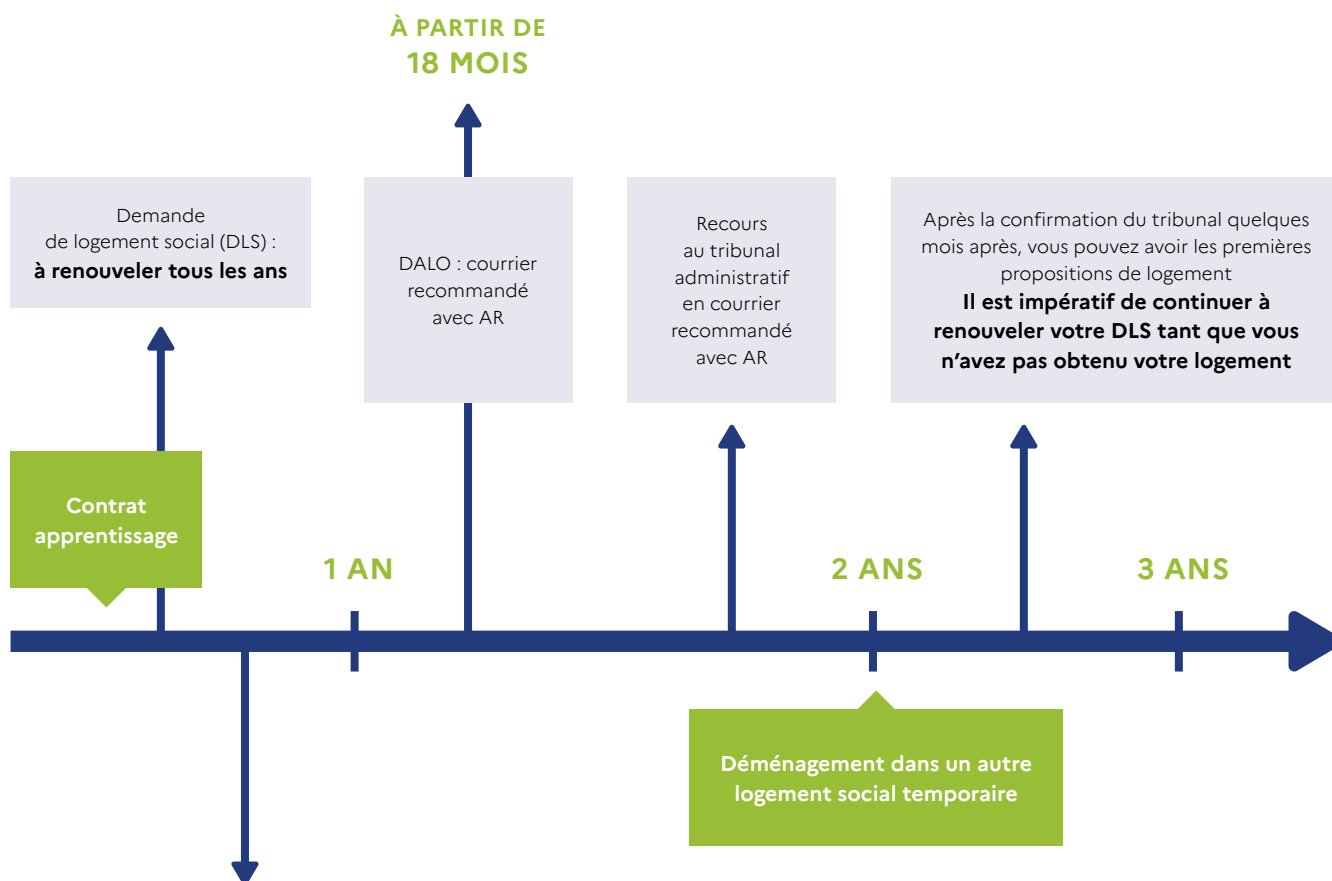 À PARTIR DE
18 MOIS
Demande
de logement social (DLS) :
à renouveler tous les ans
DALO : courrier
recommandé
avec AR
Recours
au tribunal
administratif
en courrier
recommandé
avec AR
Après la confirmation du tribunal quelques
mois après, vous pouvez avoir les premières
propositions de logement
Il est impératif de continuer à
renouveler votre DLS tant que vous
n’avez pas obtenu votre logement
Contrat
apprentissage
1 AN
2 ANS
3 ANS
Déménagement dans un autre
logement social temporaire